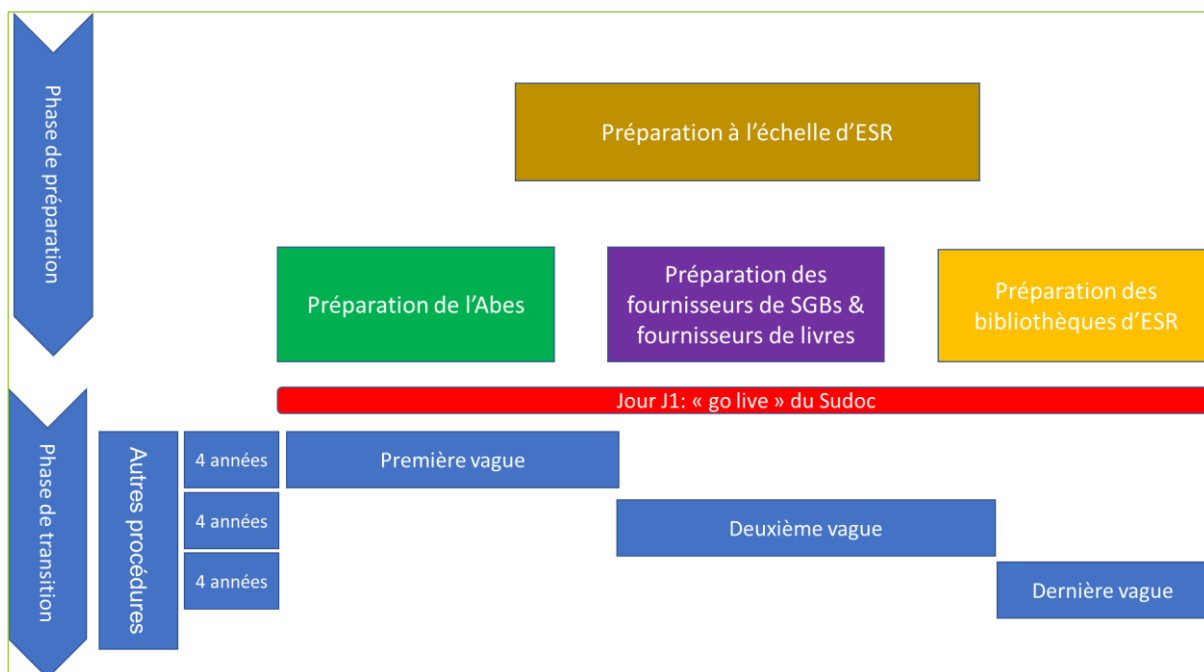 Phase de préparation
Préparation à l’échelle d’ESR
Préparation de l’Abes
Préparation des
fournisseurs de SGBs &
fournisseurs de livres
Préparation des
bibliothèques d’ESR
Jour J1: « go live » du Sudoc
Phase de transition
Autres procédures
4 années
Première vague
4 années
Deuxième vague
4 années
Dernière vague